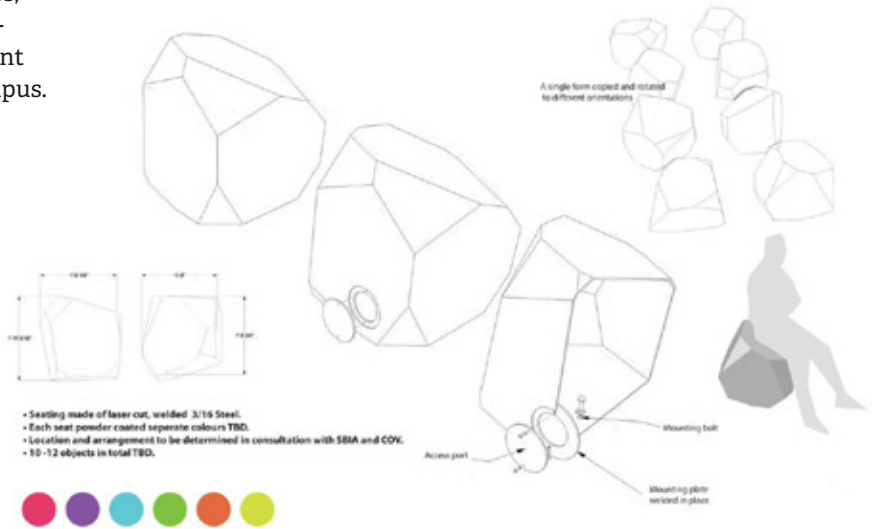 nt
pus.
A single form copied and rotated
to different orientations
• Seating made of laser cut, welded 3/16 Steel.
• Each seat powder coated seperate colours TBD.
• Location and arrangement to be determined in consultation with SBIA and COV.
• 10-12 objects in total TBD.
Access port
Mounting bolt
Mounting plate
welded in place